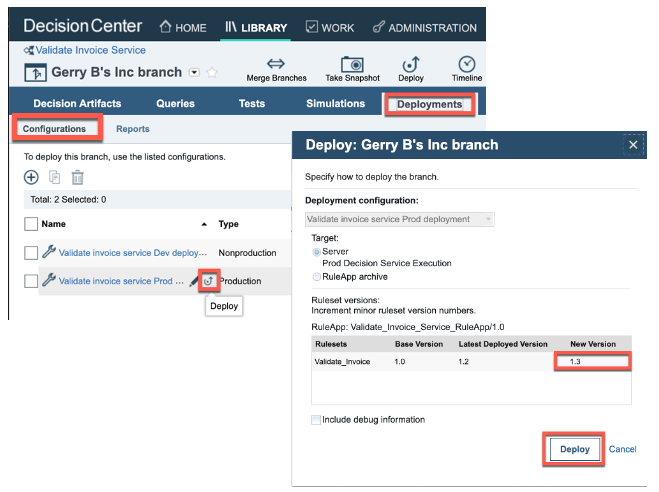 Decision Center HOME LIBRARY WORK ADMINISTRATION
Validate Invoice Service
Gerry B's Inc branch
Merge Branches Take Snapshot Deploy Timeline
Decision Artifacts Queries Tests Simulations Deployments
Configurations Reports
To deploy this branch, use the listed configurations.
Total: 2 Selected: 0
Name Type
Validate invoice service Dev deploy... Nonproduction
Validate invoice service Prod ... Production
Deploy
Deploy: Gerry B's Inc branch
Specify how to deploy the branch.
Deployment configuration:
Validate invoice service Prod deployment
Target:
Server
Prod Decision Service Execution
RuleApp archive
Ruleset versions:
Increment minor ruleset version numbers.
RuleApp: Validate_Invoice_Service_RuleApp/1.0
Rulesets Base Version Latest Deployed Version New Version
Validate_Invoice 1.0 1.2 1.3
Include debug information
Deploy Cancel